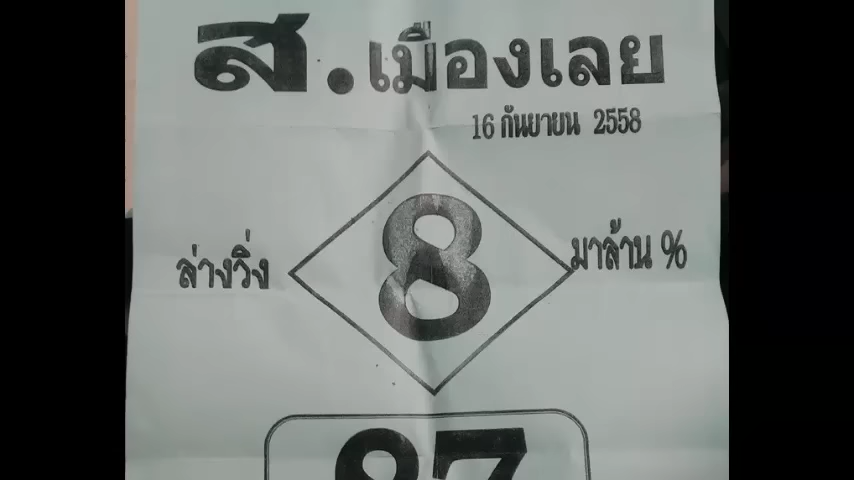 ส.เมืองเลย
16 กันยายน 2558
ล่างวิ่ง 8 มาล้าน %
87